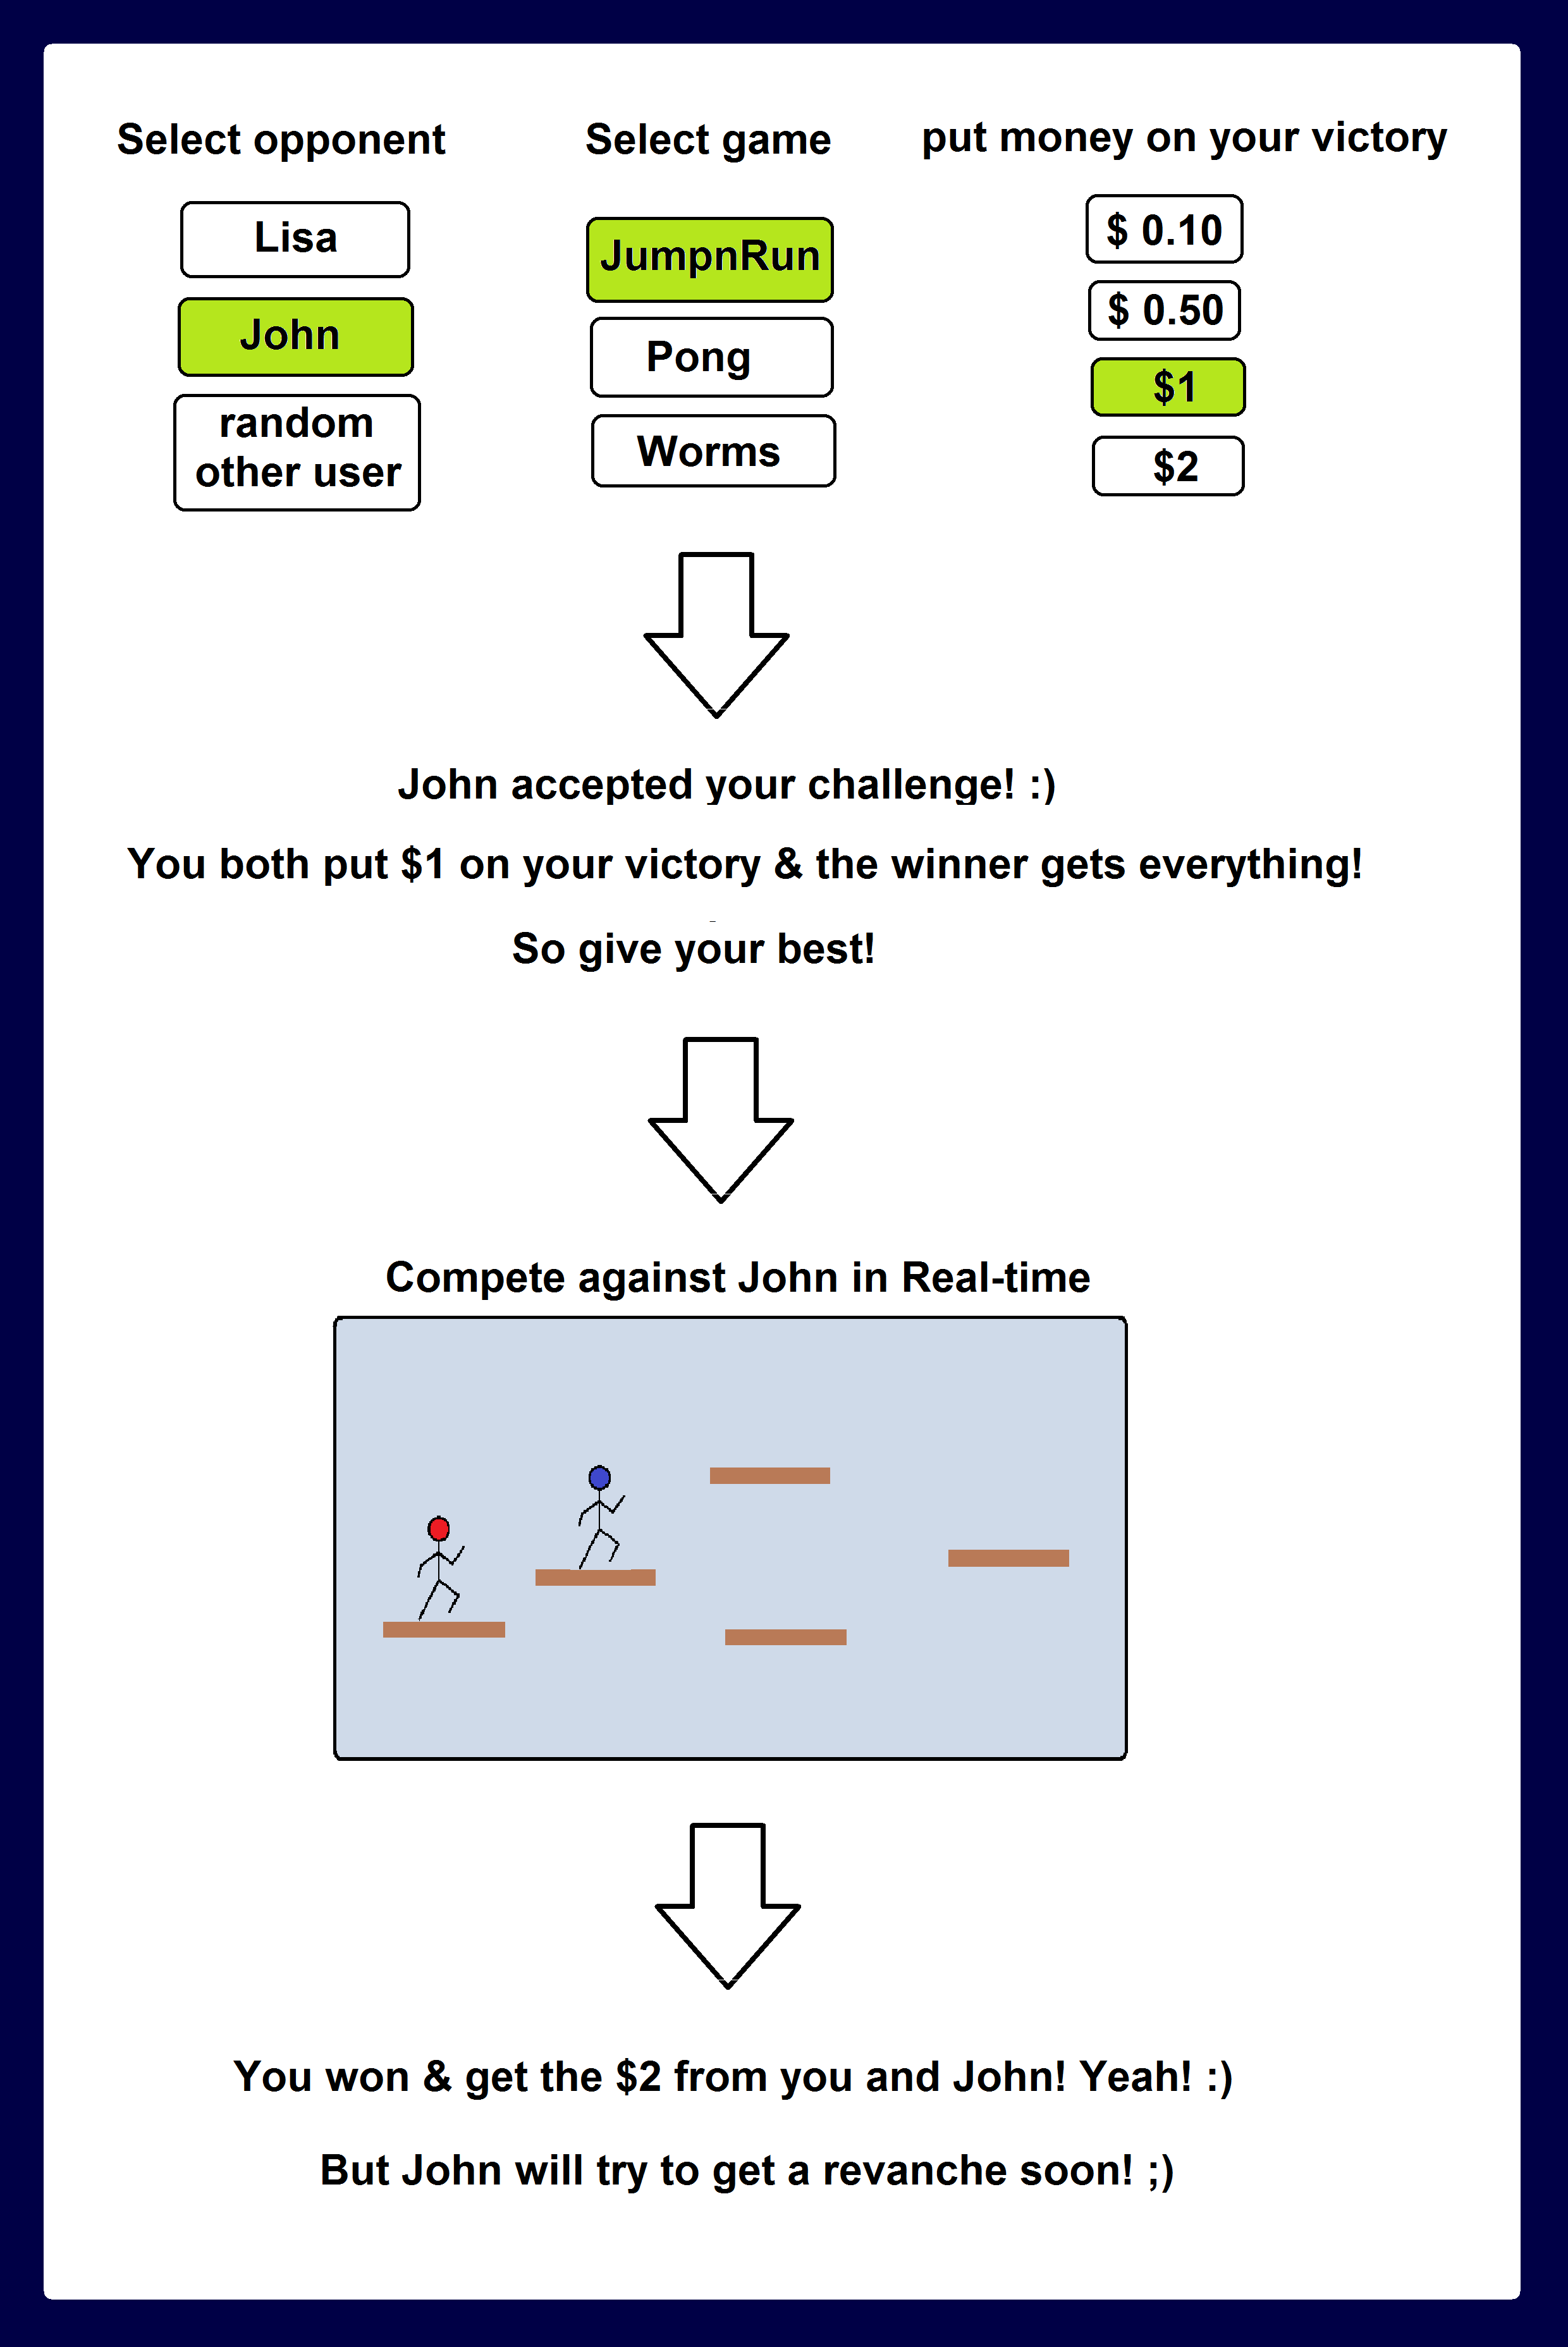 Select opponent
Lisa
John
random
other user
Select game
JumpnRun
Pong
Worms
put money on your victory
$ 0.10
$ 0.50
$1
$2
John accepted your challenge! :)
You both put $1 on your victory & the winner gets everything!
So give your best!
Compete against John in Real-time
You won & get the $2 from you and John! Yeah! :)
But John will try to get a revanche soon! ;)